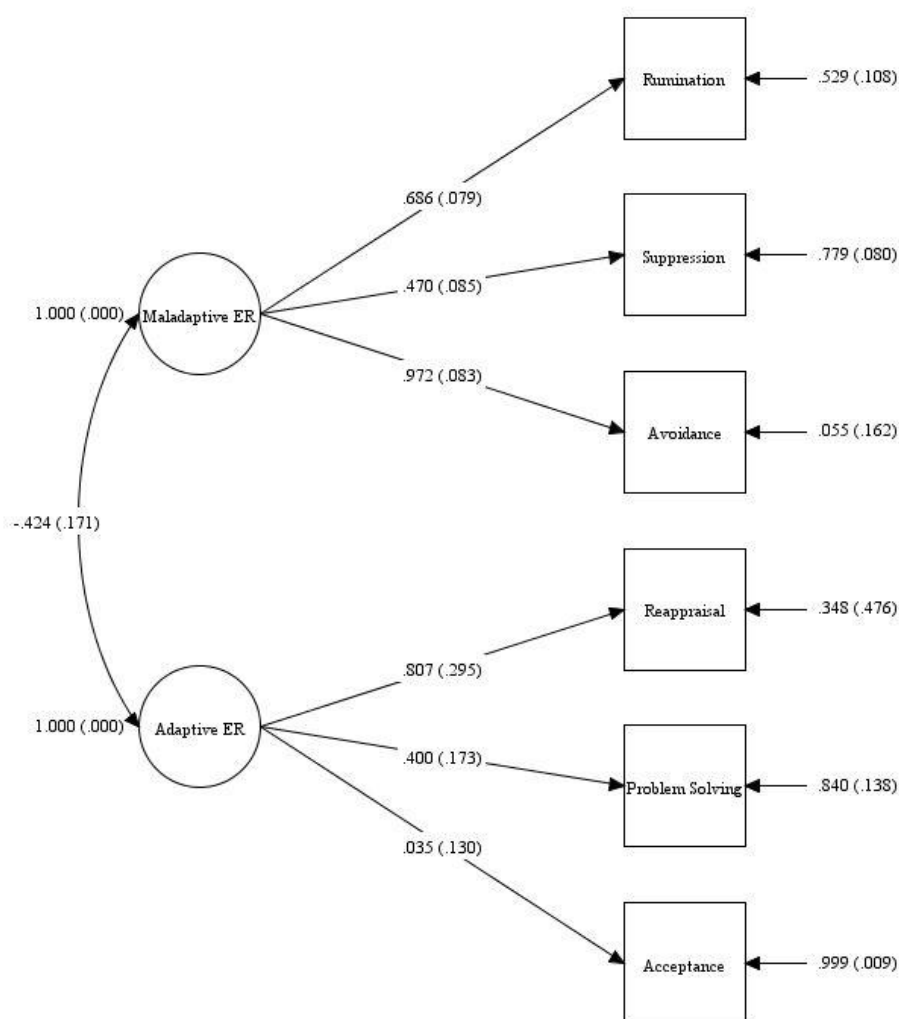 Rumination
.529 (.108)
.686 (.079)
Suppression
.779 (.080)
.470 (.085)
1.000 (.000)
Maladaptive ER
.972 (.083)
Avoidance
.055 (.162)
-.424 (.171)
Reappraisal
.348 (.476)
.807 (.295)
1.000 (.000)
Adaptive ER
.400 (.173)
Problem Solving
.840 (.138)
.035 (.130)
Acceptance
.999 (.009)